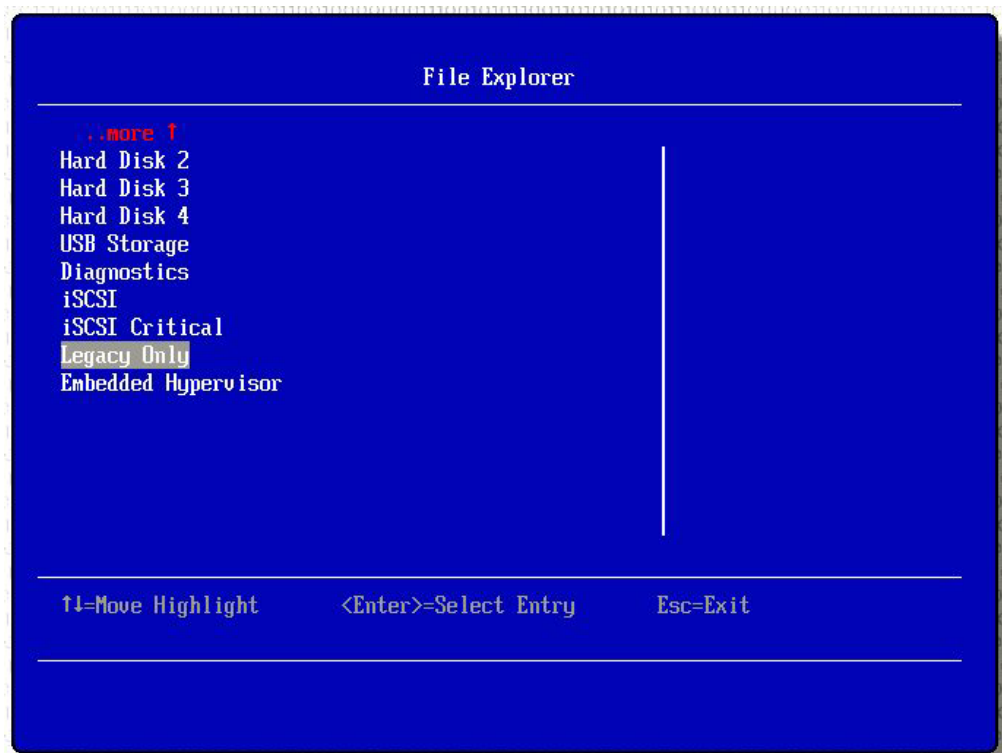 File Explorer
..more ↑
Hard Disk 2
Hard Disk 3
Hard Disk 4
USB Storage
Diagnostics
iSCSI
iSCSI Critical
Legacy Only
Embedded Hypervisor
↑↓=Move Highlight <Enter>=Select Entry Esc=Exit